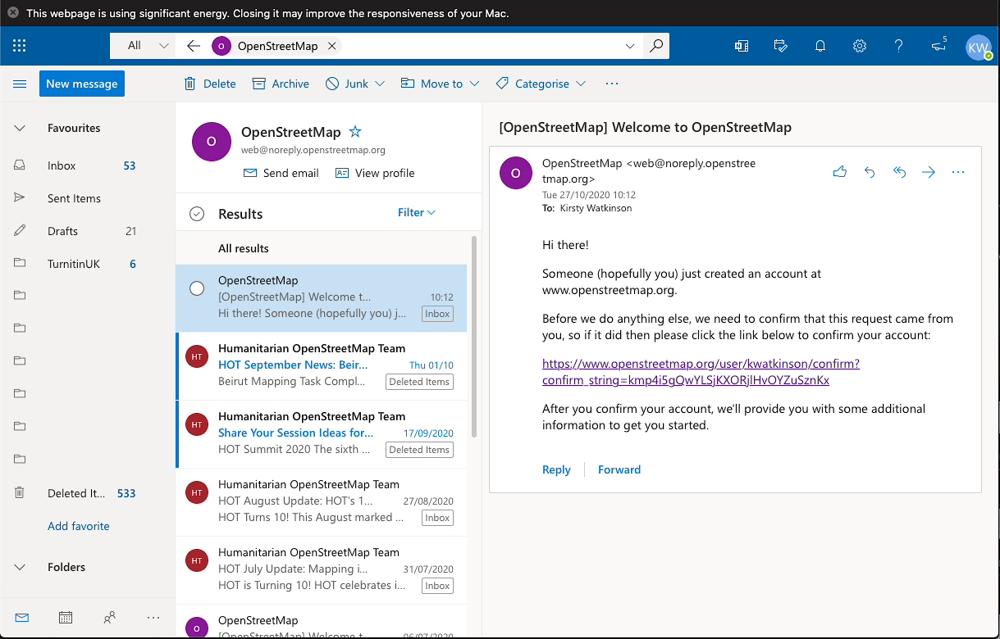 This webpage is using significant energy. Closing it may improve the responsiveness of your Mac.
All
O OpenStreetMap
5
KW
New message
Delete Archive Junk Move to Categorise
Favourites
Inbox 53
Sent Items
Drafts 21
TurnitinUK 6
Deleted It... 533
Add favorite
Folders
O
OpenStreetMap
web@noreply.openstreetmap.org
Send email View profile
Results Filter
All results
OpenStreetMap
[OpenStreetMap] Welcome t... 10:12
Hi there! Someone (hopefully you) j... Inbox
HT Humanitarian OpenStreetMap Team
HOT September News: Beir... Thu 01/10
Beirut Mapping Task Compl... Deleted Items
HT Humanitarian OpenStreetMap Team
Share Your Session Ideas for... 17/09/2020
HOT Summit 2020 The sixth ... Deleted Items
HT Humanitarian OpenStreetMap Team
HOT August Update: HOT's 1... 27/08/2020
HOT Turns 10! This August marked ... Inbox
HT Humanitarian OpenStreetMap Team
HOT July Update: Mapping i... 31/07/2020
HOT is Turning 10! HOT celebrates i... Inbox
O OpenStreetMap
[OpenStreetMap] Welcome t... 06/07/2020
[OpenStreetMap] Welcome to OpenStreetMap
O
OpenStreetMap <web@noreply.openstree
tmap.org>
Tue 27/10/2020 10:12
To: Kirsty Watkinson
Hi there!
Someone (hopefully you) just created an account at
www.openstreetmap.org.
Before we do anything else, we need to confirm that this request came from
you, so if it did then please click the link below to confirm your account:
https://www.openstreetmap.org/user/kwatkinson/confirm?
confirm_string=kmp4i5gQwYLSjKXORjlHvOYZuSznKx
After you confirm your account, we'll provide you with some additional
information to get you started.
Reply Forward